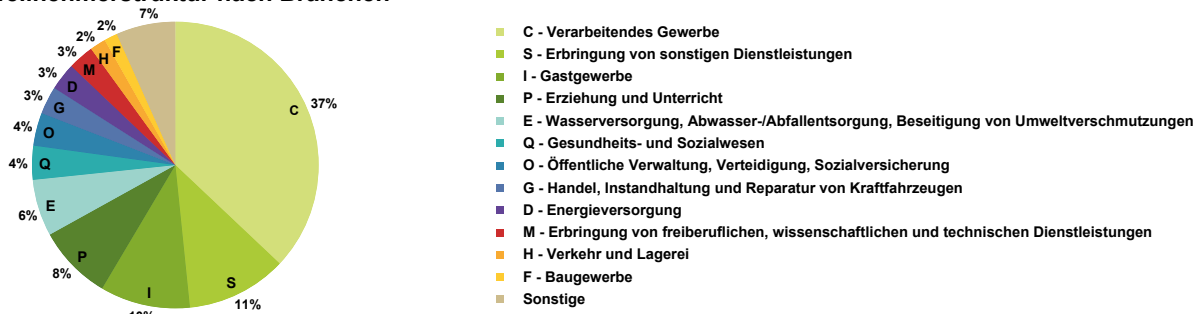 7%
2%
2%
3%
3%
3%
4%
4%
6%
8%
11%
37%
C
S
I
P
E
Q
O
G
D
M
H
F
C - Verarbeitendes Gewerbe
S - Erbringung von sonstigen Dienstleistungen
I - Gastgewerbe
P - Erziehung und Unterricht
E - Wasserversorgung, Abwasser-/Abfallentsorgung, Beseitigung von Umweltverschmutzungen
Q - Gesundheits- und Sozialwesen
O - Öffentliche Verwaltung, Verteidigung, Sozialversicherung
G - Handel, Instandhaltung und Reparatur von Kraftfahrzeugen
D - Energieversorgung
M - Erbringung von freiberuflichen, wissenschaftlichen und technischen Dienstleistungen
H - Verkehr und Lagerei
F - Baugewerbe
Sonstige